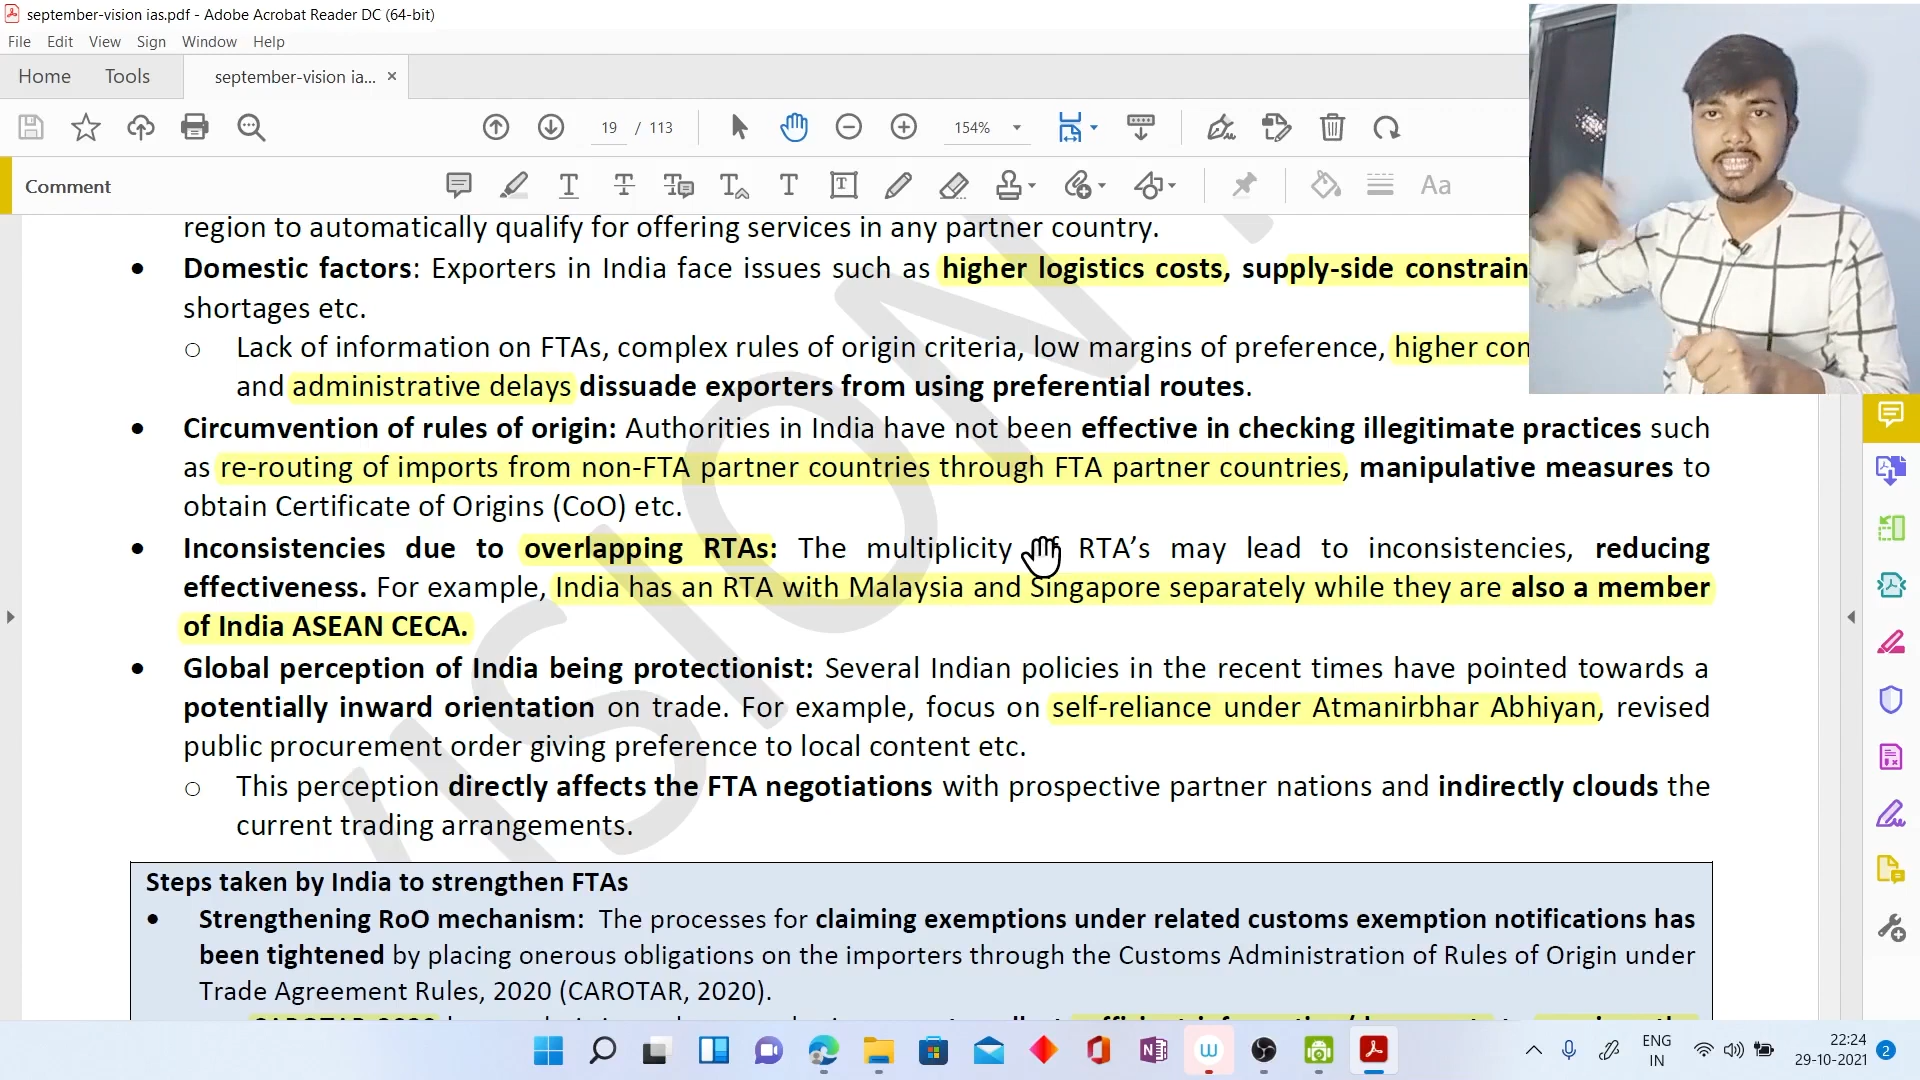 september-vision ias.pdf - Adobe Acrobat Reader DC (64-bit)
File Edit View Sign Window Help
Home Tools september-vision ia... ×
19 / 113 154%
Comment
Aa
region to automatically qualify for offering services in any partner country.
• Domestic factors: Exporters in India face issues such as higher logistics costs, supply-side constrain
shortages etc.
o Lack of information on FTAs, complex rules of origin criteria, low margins of preference, higher con
and administrative delays dissuade exporters from using preferential routes.
• Circumvention of rules of origin: Authorities in India have not been effective in checking illegitimate practices such
as re-routing of imports from non-FTA partner countries through FTA partner countries, manipulative measures to
obtain Certificate of Origins (CoO) etc.
• Inconsistencies due to overlapping RTAs: The multiplicity RTA's may lead to inconsistencies, reducing
effectiveness. For example, India has an RTA with Malaysia and Singapore separately while they are also a member
of India ASEAN CECA.
• Global perception of India being protectionist: Several Indian policies in the recent times have pointed towards a
potentially inward orientation on trade. For example, focus on self-reliance under Atmanirbhar Abhiyan, revised
public procurement order giving preference to local content etc.
o This perception directly affects the FTA negotiations with prospective partner nations and indirectly clouds the
current trading arrangements.
Steps taken by India to strengthen FTAs
• Strengthening RoO mechanism: The processes for claiming exemptions under related customs exemption notifications has
been tightened by placing onerous obligations on the importers through the Customs Administration of Rules of Origin under
Trade Agreement Rules, 2020 (CAROTAR, 2020).
VISION
ENG
IN
22:24
29-10-2021
2